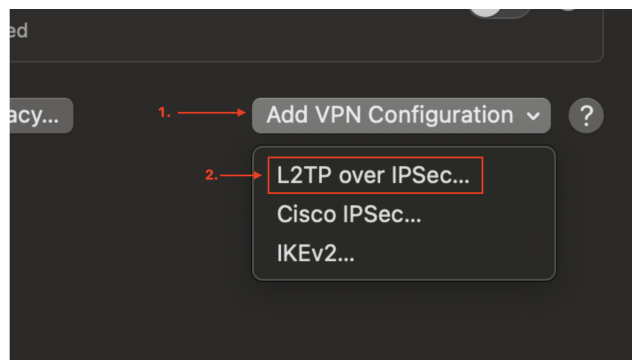 ed
acy...
1.
Add VPN Configuration
?
2.
L2TP over IPSec...
Cisco IPSec...
IKEv2...